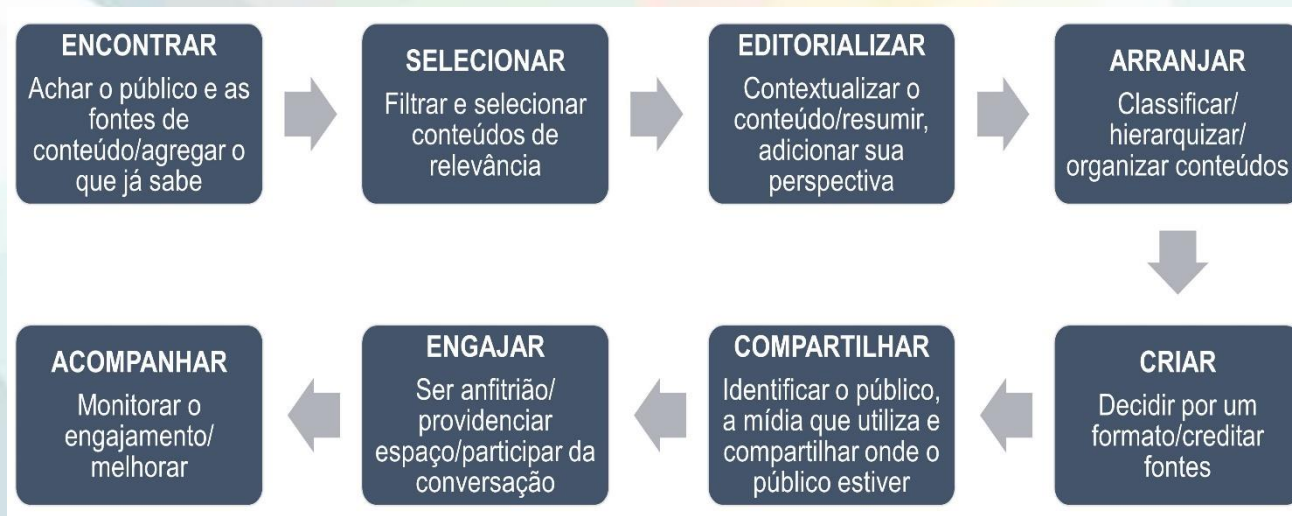 ENCONTRAR
Achar o público e as
fontes de
conteúdo/agregar o
que já sabe
SELECIONAR
Filtrar e selecionar
conteúdos de
relevância
EDITORIALIZAR
Contextualizar o
conteúdo/resumir,
adicionar sua
perspectiva
ARRANJAR
Classificar/
hierarquizar/
organizar conteúdos
CRIAR
Decidir por um
formato/creditar
fontes
COMPARTILHAR
Identificar o público,
a mídia que utiliza e
compartilhar onde o
público estiver
ENGAJAR
Ser anfitrião/
providenciar
espaço/participar da
conversação
ACOMPANHAR
Monitorar o
engajamento/
melhorar